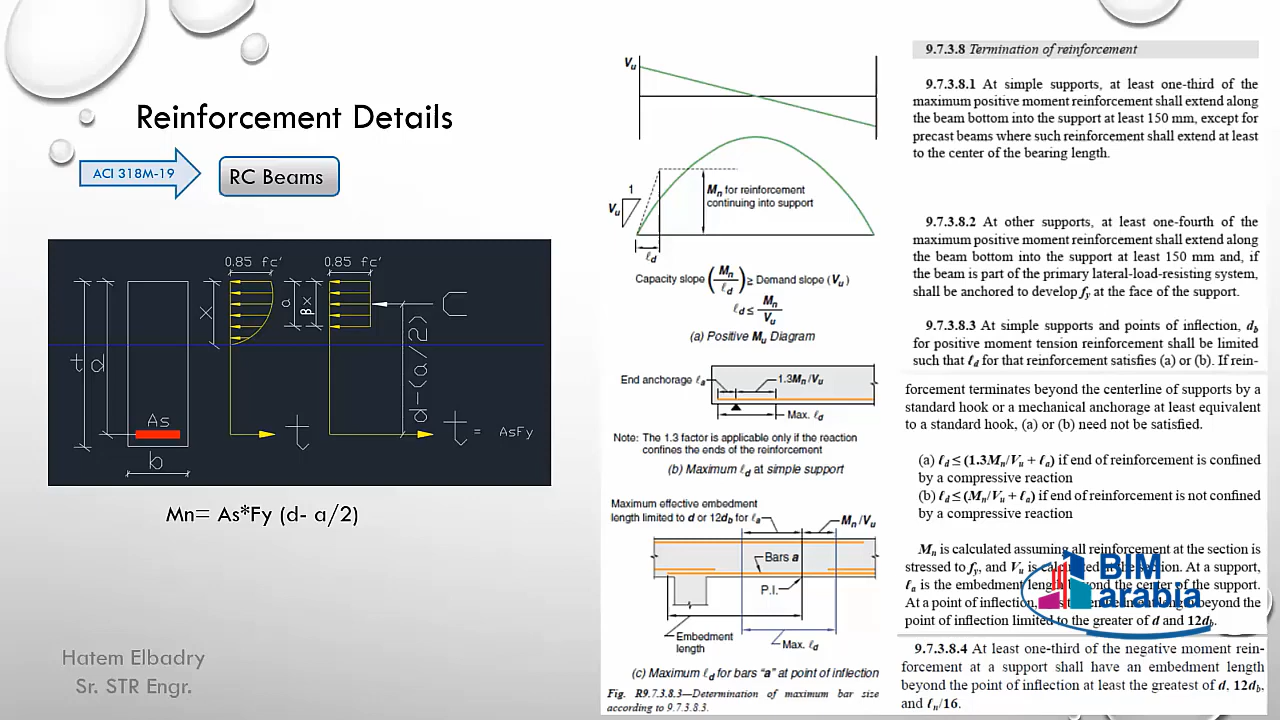 Reinforcement Details
ACI 318M-19
RC Beams
0.85 fc'
0.85 fc'
x
a
βx
C
t
d
d-(a/2)
As
b
t
t = AsFy
Mn= As*Fy (d- a/2)
Hatem Elbadry
Sr. STR Engr.
Vu
1
Vu
Mn for reinforcement
continuing into support
ℓd
Capacity slope (Mn/ℓd) ≥ Demand slope (Vu)
ℓd ≤ Mn/Vu
(a) Positive Mu Diagram
End anchorage ℓa
1.3Mn/Vu
Max. ℓd
Note: The 1.3 factor is applicable only if the reaction
confines the ends of the reinforcement
(b) Maximum ℓd at simple support
Maximum effective embedment
length limited to d or 12db for ℓa
Mn/Vu
Bars a
P.I.
Embedment
length
Max. ℓd
(c) Maximum ℓd for bars “a” at point of inflection
Fig. R9.7.3.8.3—Determination of maximum bar size
according to 9.7.3.8.3.
9.7.3.8 Termination of reinforcement
9.7.3.8.1 At simple supports, at least one-third of the
maximum positive moment reinforcement shall extend along
the beam bottom into the support at least 150 mm, except for
precast beams where such reinforcement shall extend at least
to the center of the bearing length.
9.7.3.8.2 At other supports, at least one-fourth of the
maximum positive moment reinforcement shall extend along
the beam bottom into the support at least 150 mm and, if
the beam is part of the primary lateral-load-resisting system,
shall be anchored to develop fy at the face of the support.
9.7.3.8.3 At simple supports and points of inflection, db
for positive moment tension reinforcement shall be limited
such that ℓd for that reinforcement satisfies (a) or (b). If rein-
forcement terminates beyond the centerline of supports by a
standard hook or a mechanical anchorage at least equivalent
to a standard hook, (a) or (b) need not be satisfied.
(a) ℓd ≤ (1.3Mn/Vu + ℓa) if end of reinforcement is confined
by a compressive reaction
(b) ℓd ≤ (Mn/Vu + ℓa) if end of reinforcement is not confined
by a compressive reaction
Mn is calculated assuming all reinforcement at the section is
stressed to fy, and Vu is calculated at the section. At a support,
ℓa is the embedment length beyond the center of the support.
At a point of inflection, embedment length beyond the
point of inflection limited to the greater of d and 12db.
BIM
arabia
9.7.3.8.4 At least one-third of the negative moment rein-
forcement at a support shall have an embedment length
beyond the point of inflection at least the greatest of d, 12db,
and ℓn/16.